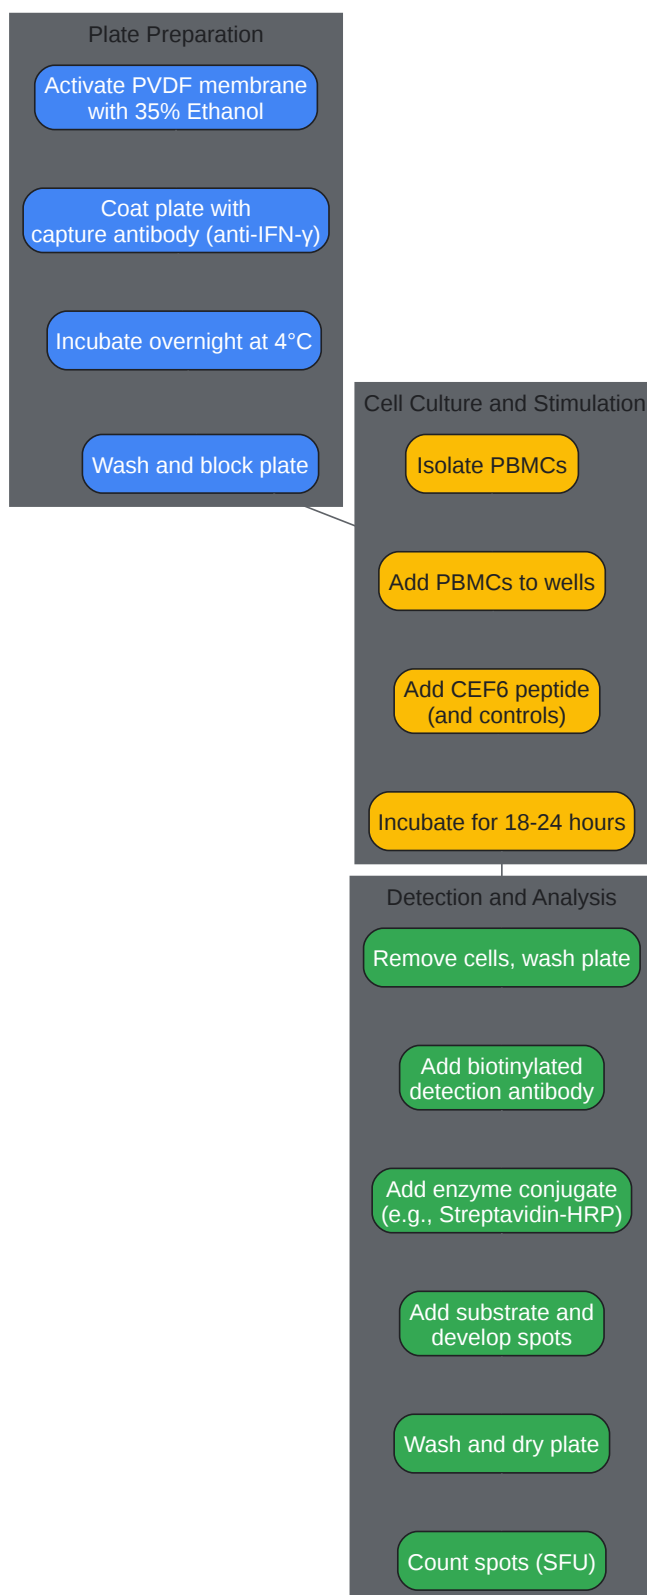 Plate Preparation
Activate PVDF membrane
with 35% Ethanol
Coat plate with
capture antibody (anti-IFN-γ)
Incubate overnight at 4°C
Wash and block plate
Cell Culture and Stimulation
Isolate PBMCs
Add PBMCs to wells
Add CEF6 peptide
(and controls)
Incubate for 18-24 hours
Detection and Analysis
Remove cells, wash plate
Add biotinylated
detection antibody
Add enzyme conjugate
(e.g., Streptavidin-HRP)
Add substrate and
develop spots
Wash and dry plate
Count spots (SFU)